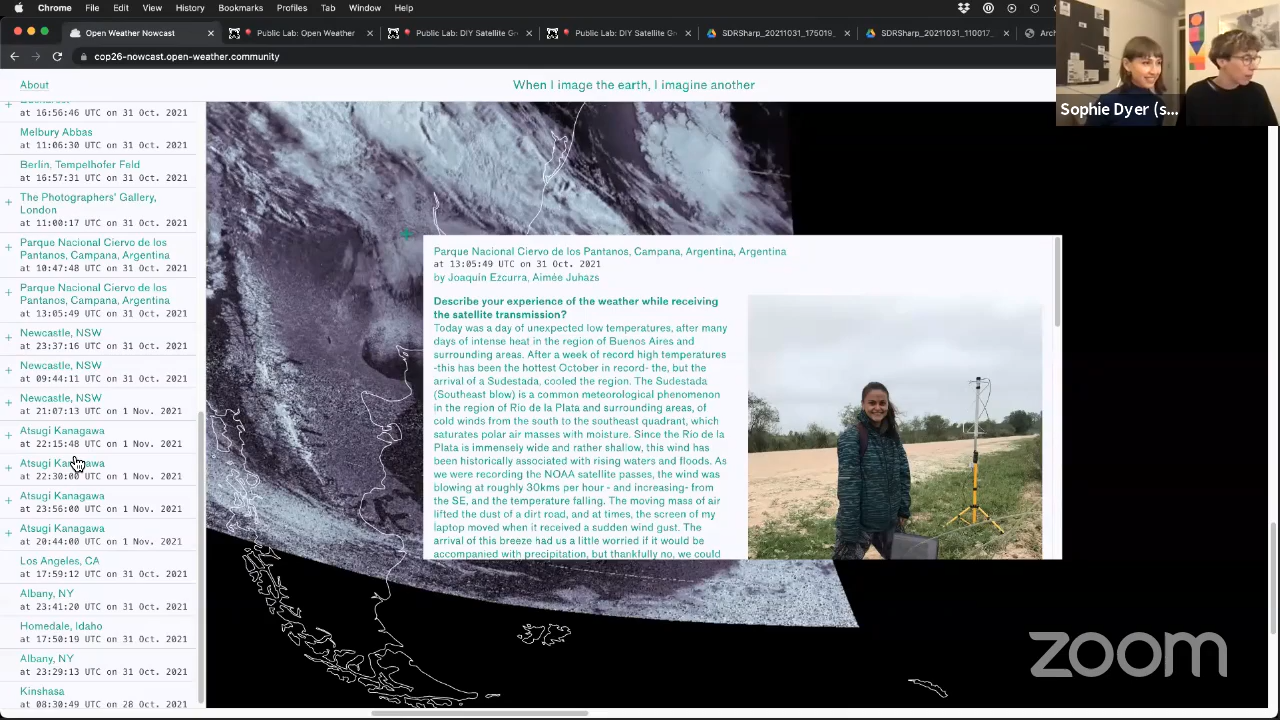 Chrome File Edit View History Bookmarks Profiles Tab Window Help
Open Weather Nowcast
Public Lab: Open Weather
Public Lab: DIY Satellite Gr
Public Lab: DIY Satellite Gr
SDRSharp_20211031_175019_
SDRSharp_20211031_110017_
Arch
cop26-nowcast.open-weather.community
Sophie Dyer (s...
About
When I image the earth, I imagine another
at 16:56:46 UTC on 31 Oct. 2021
Melbury Abbas
at 11:06:30 UTC on 31 Oct. 2021
Berlin, Tempelhofer Feld
at 16:57:31 UTC on 31 Oct. 2021
The Photographers' Gallery,
London
at 11:00:17 UTC on 31 Oct. 2021
Parque Nacional Ciervo de los
Pantanos, Campana, Argentina
at 10:47:48 UTC on 31 Oct. 2021
Parque Nacional Ciervo de los
Pantanos, Campana, Argentina
at 13:05:49 UTC on 31 Oct. 2021
Newcastle, NSW
at 23:37:16 UTC on 31 Oct. 2021
Newcastle, NSW
at 09:44:11 UTC on 31 Oct. 2021
Newcastle, NSW
at 21:07:13 UTC on 1 Nov. 2021
Atsugi Kanagawa
at 22:15:48 UTC on 1 Nov. 2021
Atsugi Kanagawa
at 22:30:00 UTC on 1 Nov. 2021
Atsugi Kanagawa
at 23:56:00 UTC on 1 Nov. 2021
Atsugi Kanagawa
at 20:44:00 UTC on 1 Nov. 2021
Los Angeles, CA
at 17:59:12 UTC on 31 Oct. 2021
Albany, NY
at 23:41:20 UTC on 31 Oct. 2021
Homedale, Idaho
at 17:50:19 UTC on 31 Oct. 2021
Albany, NY
at 23:29:13 UTC on 31 Oct. 2021
Kinshasa
at 08:30:49 UTC on 28 Oct. 2021
Parque Nacional Ciervo de los Pantanos, Campana, Argentina, Argentina
at 13:05:49 UTC on 31 Oct. 2021
by Joaquín Ezcurra, Aimée Juhazs
Describe your experience of the weather while receiving
the satellite transmission?
Today was a day of unexpected low temperatures, after many
days of intense heat in the region of Buenos Aires and
surrounding areas. After a week of record high temperatures
-this has been the hottest October in record- the, but the
arrival of a Sudestada, cooled the region. The Sudestada
(Southeast blow) is a common meteorological phenomenon
in the region of Río de la Plata and surrounding areas, of
cold winds from the south to the southeast quadrant, which
saturates polar air masses with moisture. Since the Río de la
Plata is immensely wide and rather shallow, this wind has
been historically associated with rising waters and floods. As
we were recording the NOAA satellite passes, the wind was
blowing at roughly 30kms per hour - and increasing- from
the SE, and the temperature falling. The moving mass of air
lifted the dust of a dirt road, and at times, the screen of my
laptop moved when it received a sudden wind gust. The
arrival of this breeze had us a little worried if it would be
accompanied with precipitation, but thankfully no, we could
zoom